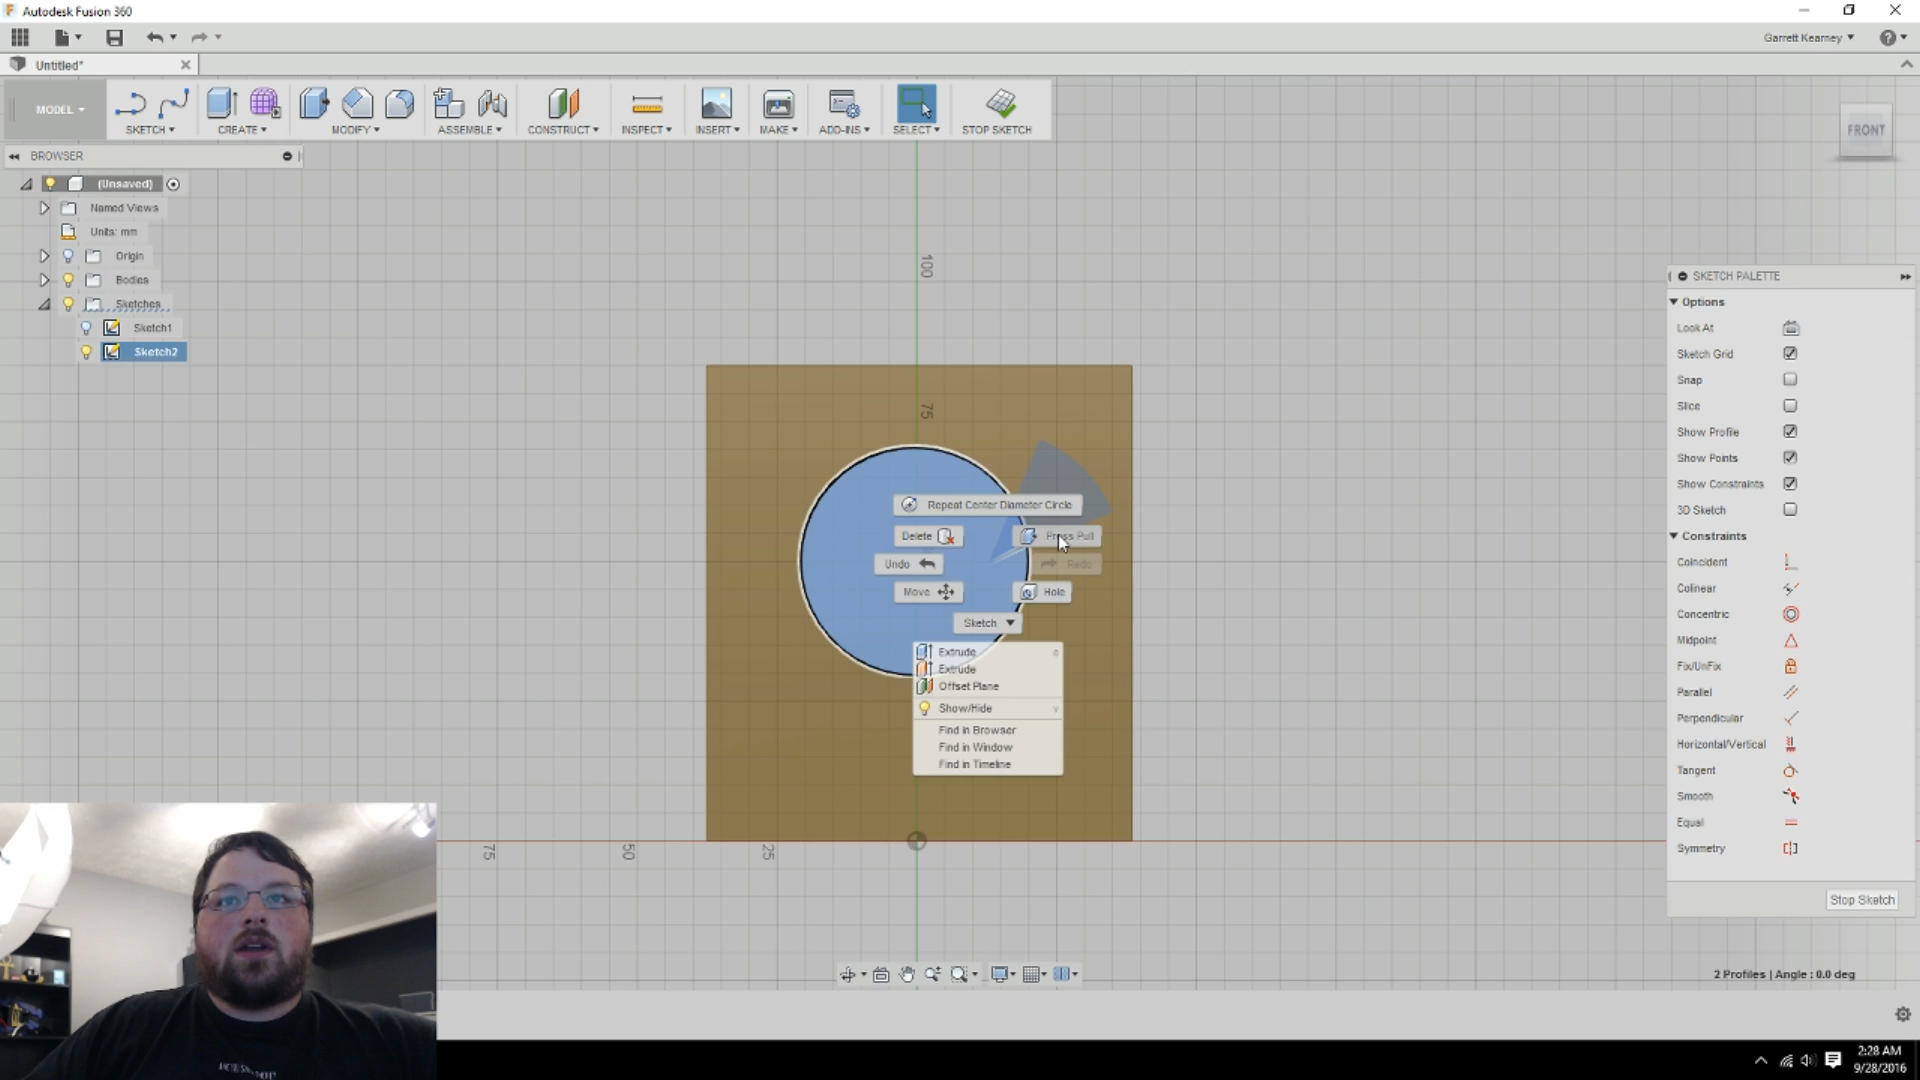 Autodesk Fusion 360
Garrett Kearney
Untitled*
MODEL
SKETCH
CREATE
MODIFY
ASSEMBLE
CONSTRUCT
INSPECT
INSERT
MAKE
ADD-INS
SELECT
STOP SKETCH
FRONT
BROWSER
(Unsaved)
Named Views
Units: mm
Origin
Bodies
Sketches
Sketch1
Sketch2
100
75
Repeat Center Diameter Circle
Delete
Press Pull
Undo
Redo
Move
Hole
Sketch
Extrude
Extrude
Offset Plane
Show/Hide v
Find in Browser
Find in Window
Find in Timeline
75
50
25
SKETCH PALETTE
Options
Look At
Sketch Grid
Snap
Slice
Show Profile
Show Points
Show Constraints
3D Sketch
Constraints
Coincident
Colinear
Concentric
Midpoint
Fix/UnFix
Parallel
Perpendicular
Horizontal/Vertical
Tangent
Smooth
Equal
Symmetry
Stop Sketch
2 Profiles | Angle : 0.0 deg
2:28 AM
9/28/2016